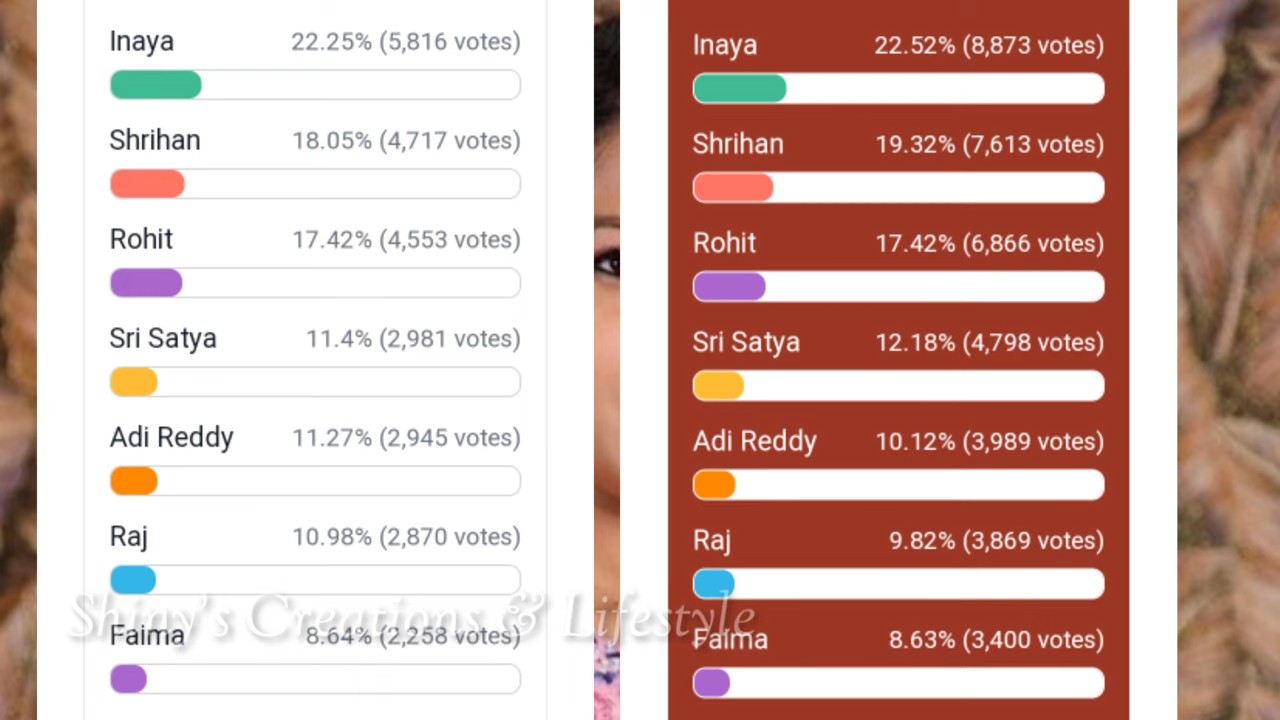 Inaya 22.25% (5,816 votes)
Shrihan 18.05% (4,717 votes)
Rohit 17.42% (4,553 votes)
Sri Satya 11.4% (2,981 votes)
Adi Reddy 11.27% (2,945 votes)
Raj 10.98% (2,870 votes)
Faima 8.64% (2,258 votes)
Inaya 22.52% (8,873 votes)
Shrihan 19.32% (7,613 votes)
Rohit 17.42% (6,866 votes)
Sri Satya 12.18% (4,798 votes)
Adi Reddy 10.12% (3,989 votes)
Raj 9.82% (3,869 votes)
Faima 8.63% (3,400 votes)
Shiny's Creations & Lifestyle